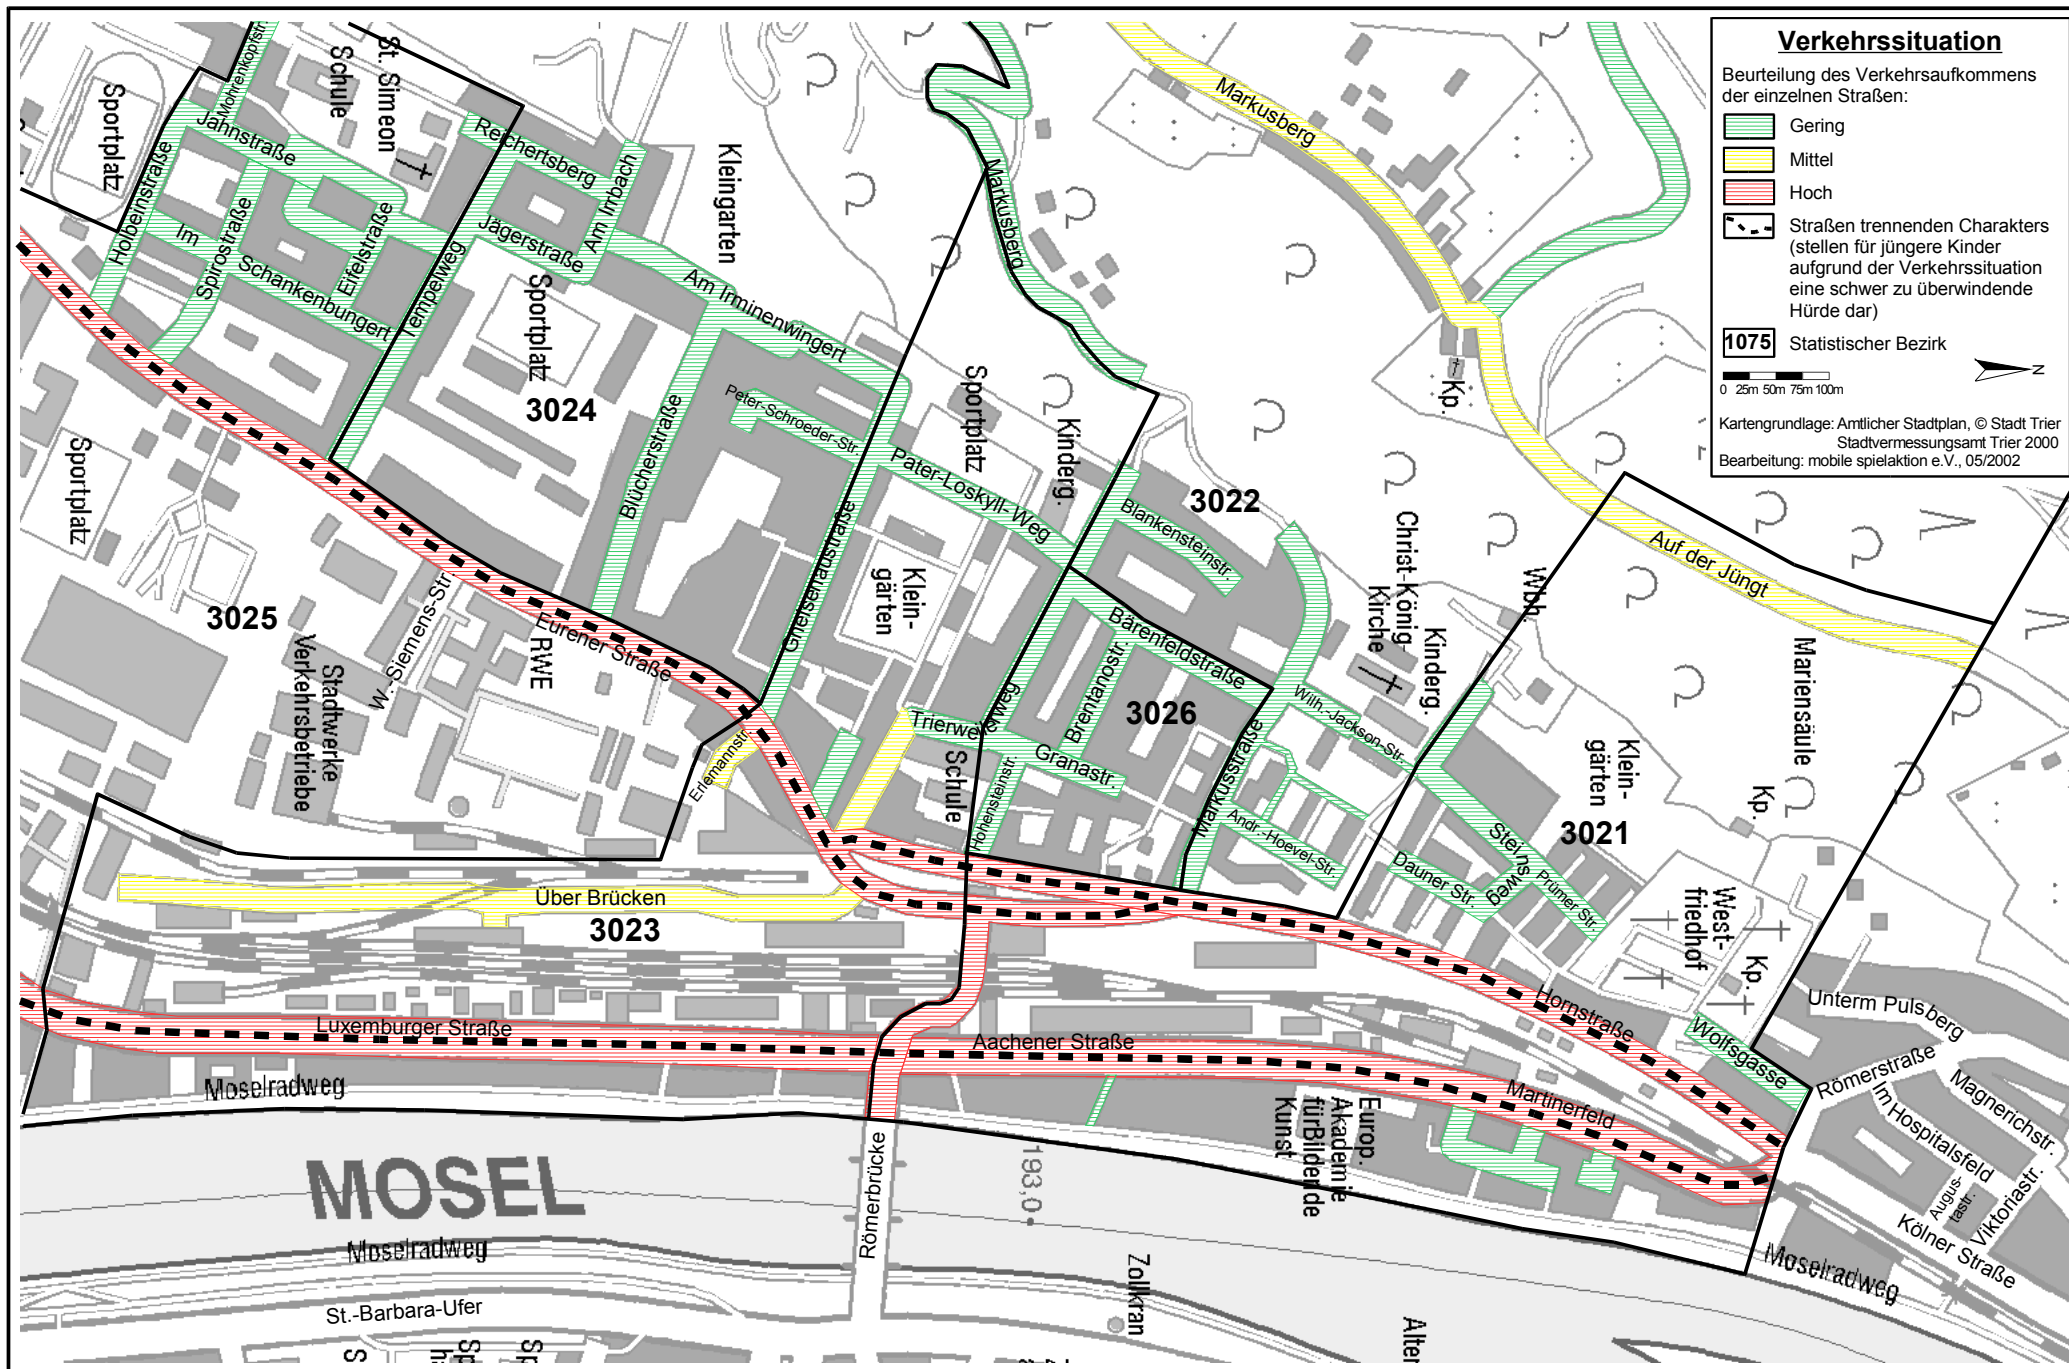 Verkehrssituation
Beurteilung des Verkehrsaufkommens
der einzelnen Straßen:
Gering
Mittel
Hoch
Straßen trennenden Charakters
(stellen für jüngere Kinder
aufgrund der Verkehrssituation
eine schwer zu überwindende
Hürde dar)
1075 Statistischer Bezirk
N
0 25m 50m 75m 100m
Kartengrundlage: Amtlicher Stadtplan, © Stadt Trier
Stadtvermessungsamt Trier 2000
Bearbeitung: mobile spielaktion e.V., 05/2002
Mohrenkopfstr.
Schule
St. Simeon
Sportplatz
Jahnstraße
Reichertsberg
Am Irrbach
Kleingarten
Markusberg
Markusberg
Holbeinstraße
Im
Schankenbungert
Spirostraße
Eifelstraße
Tempelweg
Jägerstraße
Sportplatz
Am Irminenwingert
3024
Peter-Schroeder-Str.
Blücherstraße
Sportplatz
Kinderg.
Pater-Loskyll-Weg
Gneisenaustraße
Klein-
gärten
3022
Blankensteinstr.
Kp.
Christ-König-
Kirche
Kinderg.
Wbh.
Auf der Jüngt
Mariensäule
Sportplatz
3025
Stadtwerke
Verkehrsbetriebe
W.-Siemens-Str.
RWE
Eurener Straße
Erlemannstr.
Bärenfeldstraße
Brentanostr.
3026
Wilh.-Jackson-Str.
Trierweilerweg
Granastr.
Schule
Hohensteinstr.
Markusstraße
Andr.-Hoevel-Str.
Klein-
gärten
3021
Kp.
Steinsweg
Dauner Str.
Prümer Str.
West-
friedhof
Kp.
Über Brücken
3023
Hornstraße
Wolfsgasse
Unterm Pulsberg
Römerstraße
Magnerichstr.
Im Hospitalsfeld
Augus-
tastr.
Viktoriastr.
Kölner Straße
Luxemburger Straße
Aachener Straße
Martinerfeld
Moselradweg
Europ.
Akademie
fürBildende
Kunst
MOSEL
Römerbrücke
193,0
Moselradweg
Moselradweg
St.-Barbara-Ufer
Zollkran
Alter